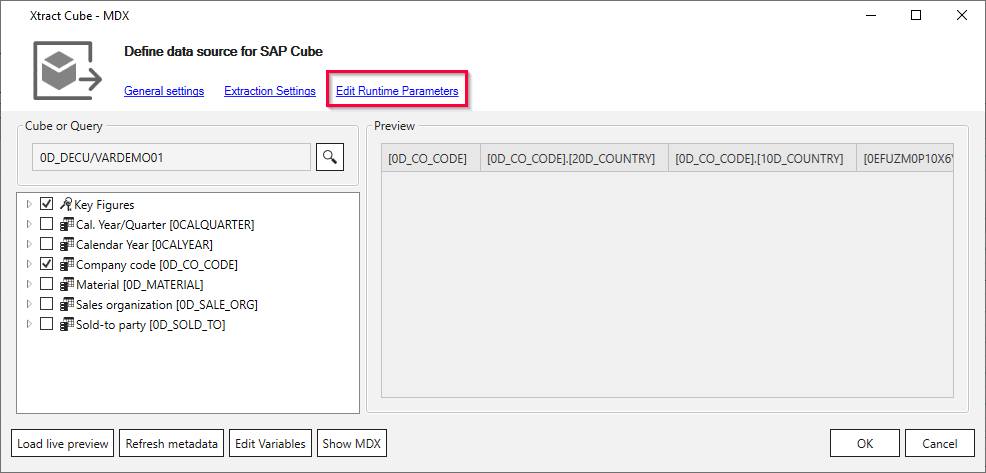 Xtract Cube - MDX
Define data source for SAP Cube
General settings
Extraction Settings
Edit Runtime Parameters
Cube or Query
0D_DECU/VARDEMO01
Key Figures
Cal. Year/Quarter [0CALQUARTER]
Calendar Year [0CALYEAR]
Company code [0D_CO_CODE]
Material [0D_MATERIAL]
Sales organization [0D_SALE_ORG]
Sold-to party [0D_SOLD_TO]
Preview
[0D_CO_CODE] [0D_CO_CODE].[20D_COUNTRY] [0D_CO_CODE].[10D_COUNTRY] [0EFUZM0P10X6
Load live preview
Refresh metadata
Edit Variables
Show MDX
OK
Cancel